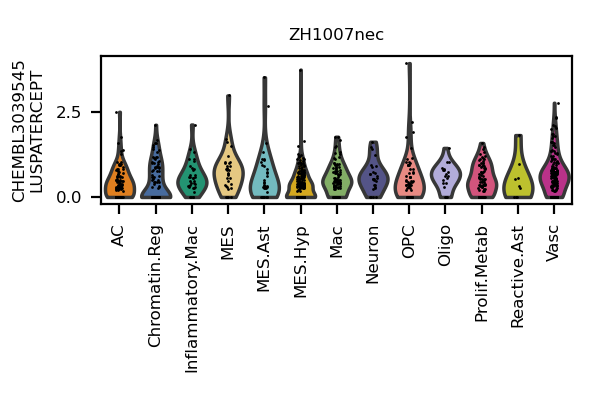 ZH1007nec
CHEMBL3039545
LUSPATERCEPT
2.5
0.0
AC
Chromatin.Reg
Inflammatory.Mac
MES
MES.Ast
MES.Hyp
Mac
Neuron
OPC
Oligo
Prolif.Metab
Reactive.Ast
Vasc